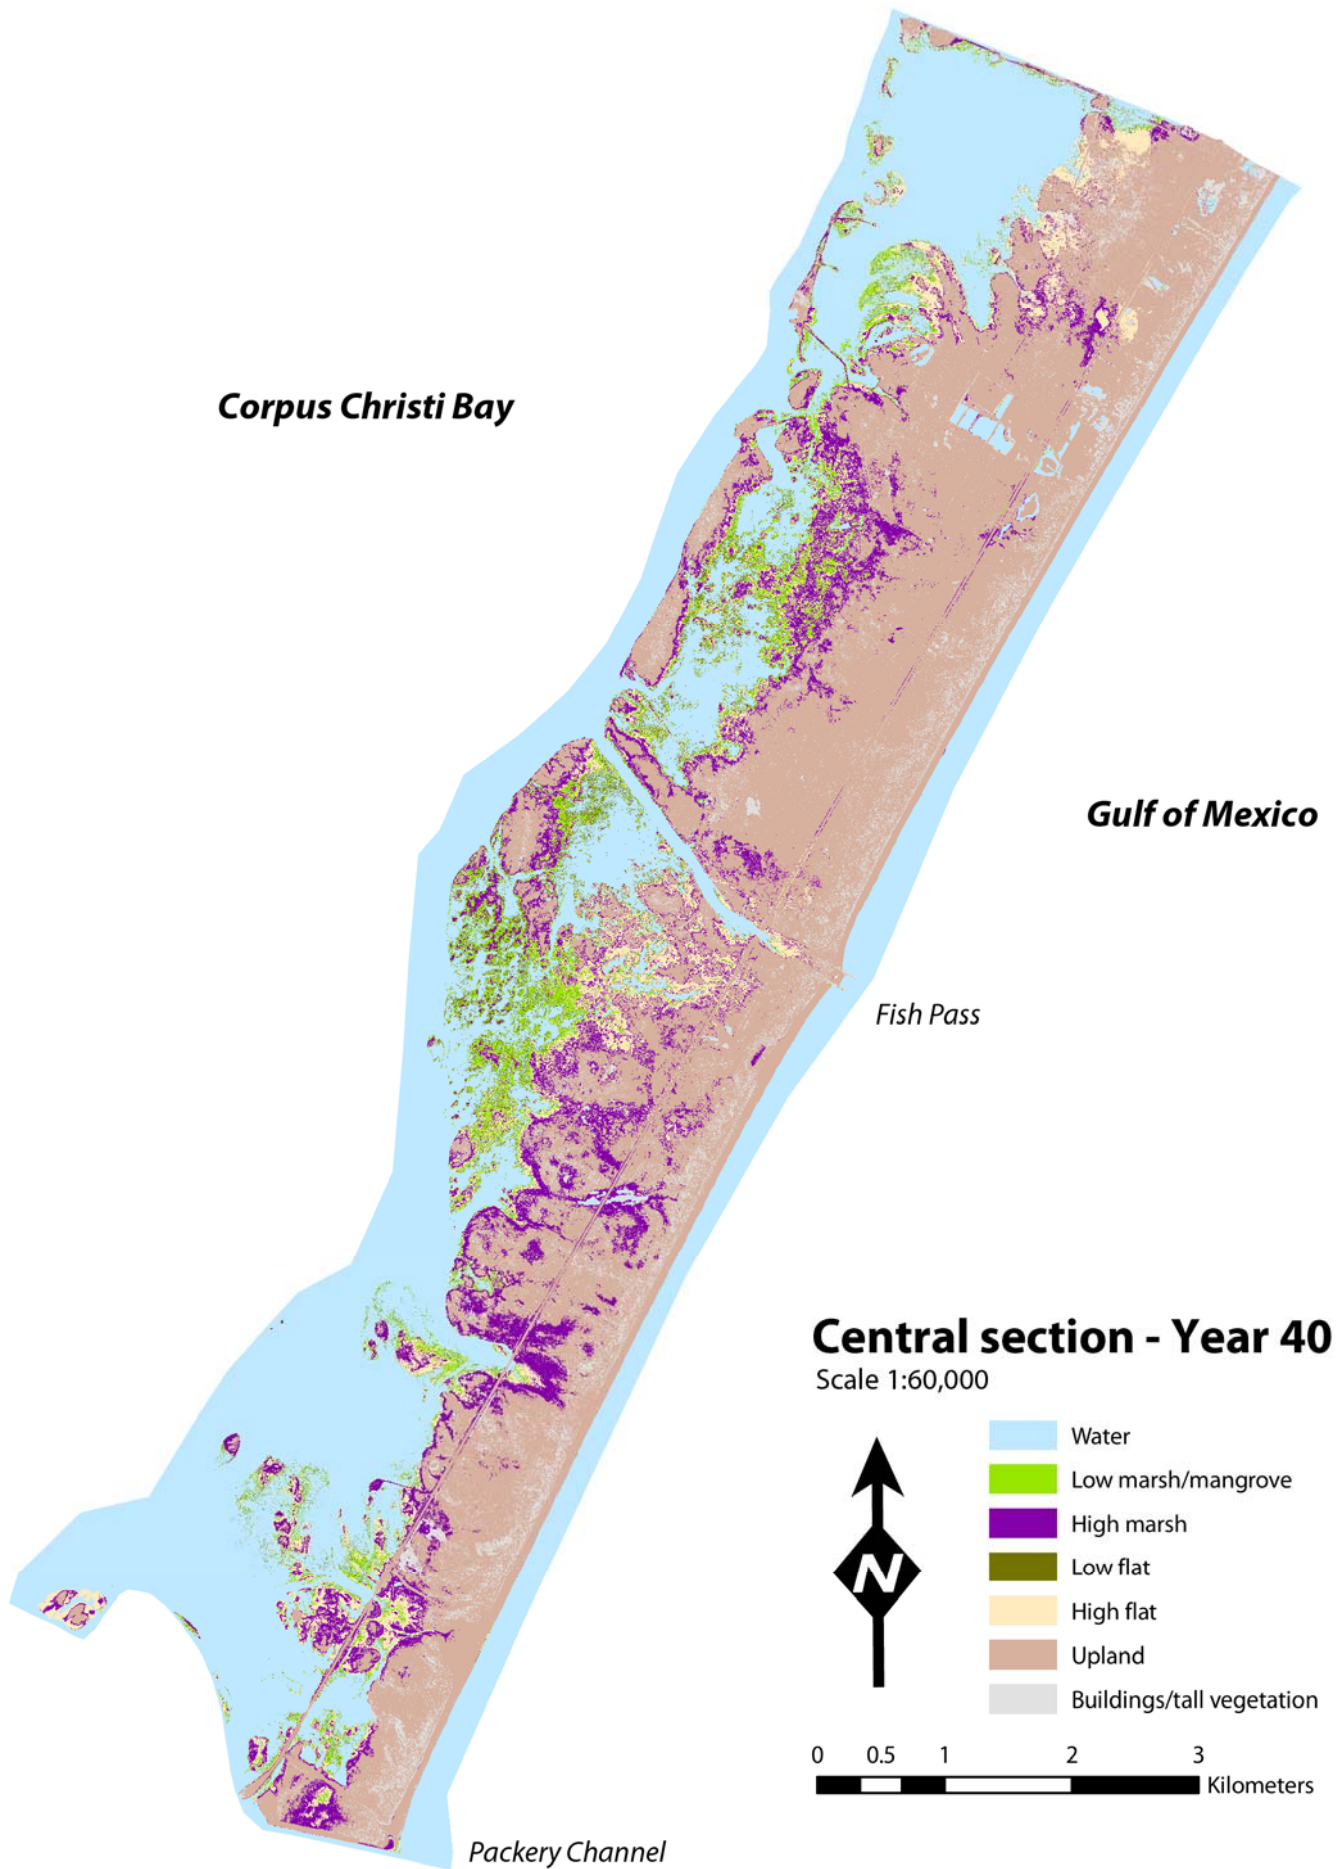 Corpus Christi Bay
Gulf of Mexico
Fish Pass
Central section - Year 40
Scale 1:60,000
Water
Low marsh/mangrove
High marsh
Low flat
High flat
Upland
Buildings/tall vegetation
N
0 0.5 1 2 3
Kilometers
Packery Channel